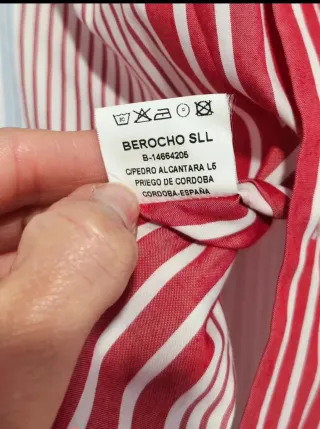 BEROCHO SLL
B-14664205
C/PEDRO ALCANTARA L5
PRIEGO DE CORDOBA
CORDOBA-ESPAÑA